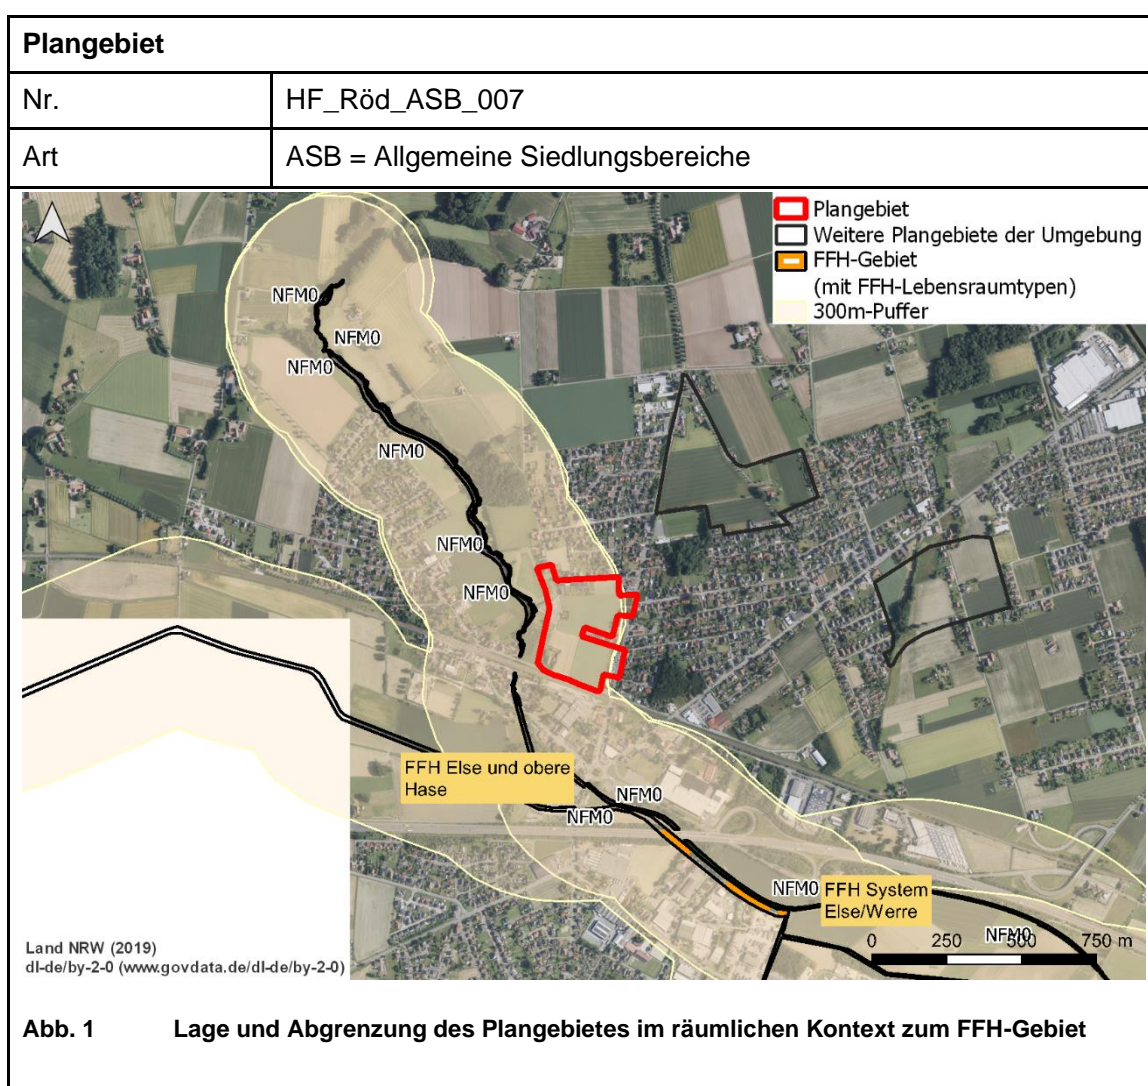 Plangebiet
Nr. HF_Röd_ASB_007
Art ASB = Allgemeine Siedlungsbereiche
Plangebiet
Weitere Plangebiete der Umgebung
FFH-Gebiet
(mit FFH-Lebensraumtypen)
300m-Puffer
NFM0
NFM0
NFM0
NFM0
NFM0
NFM0
FFH Else und obere
Hase
NFM0
NFM0
NFM0
FFH System
Else/Werre
NFM0
0 250 500 750 m
Land NRW (2019)
dl-de/by-2-0 (www.govdata.de/dl-de/by-2-0)
Abb. 1 Lage und Abgrenzung des Plangebietes im räumlichen Kontext zum FFH-Gebiet